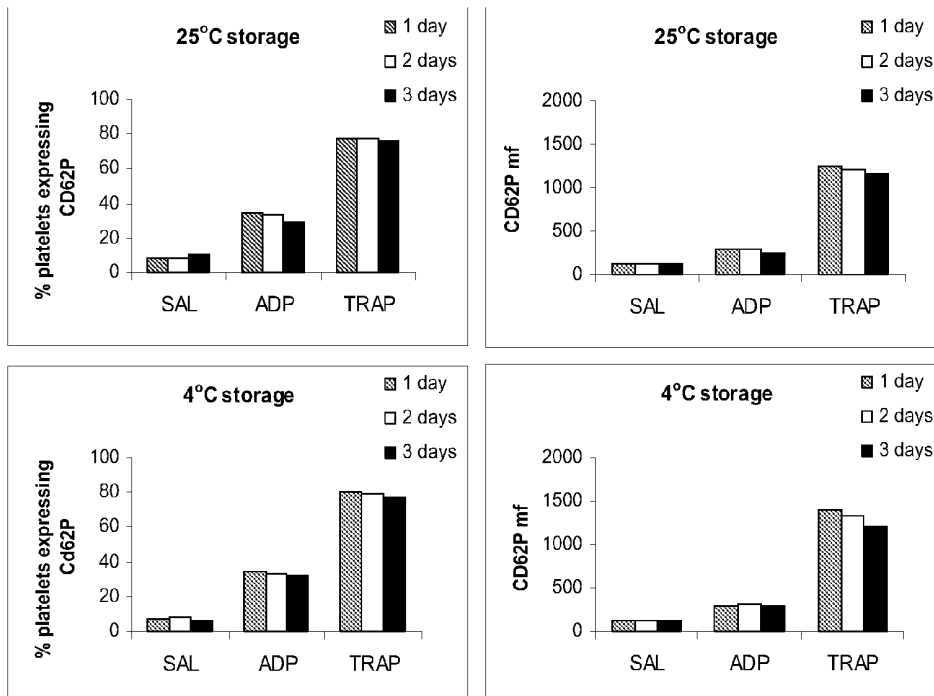 25°C storage
1 day
2 days
3 days
% platelets expressing
CD62P
100
80
60
40
20
0
SAL
ADP
TRAP
25°C storage
1 day
2 days
3 days
CD62P mf
2000
1500
1000
500
0
SAL
ADP
TRAP
4°C storage
1 day
2 days
3 days
% platelets expressing
Cd62P
100
80
60
40
20
0
SAL
ADP
TRAP
4°C storage
1 day
2 days
3 days
CD62P mf
2000
1500
1000
500
0
SAL
ADP
TRAP